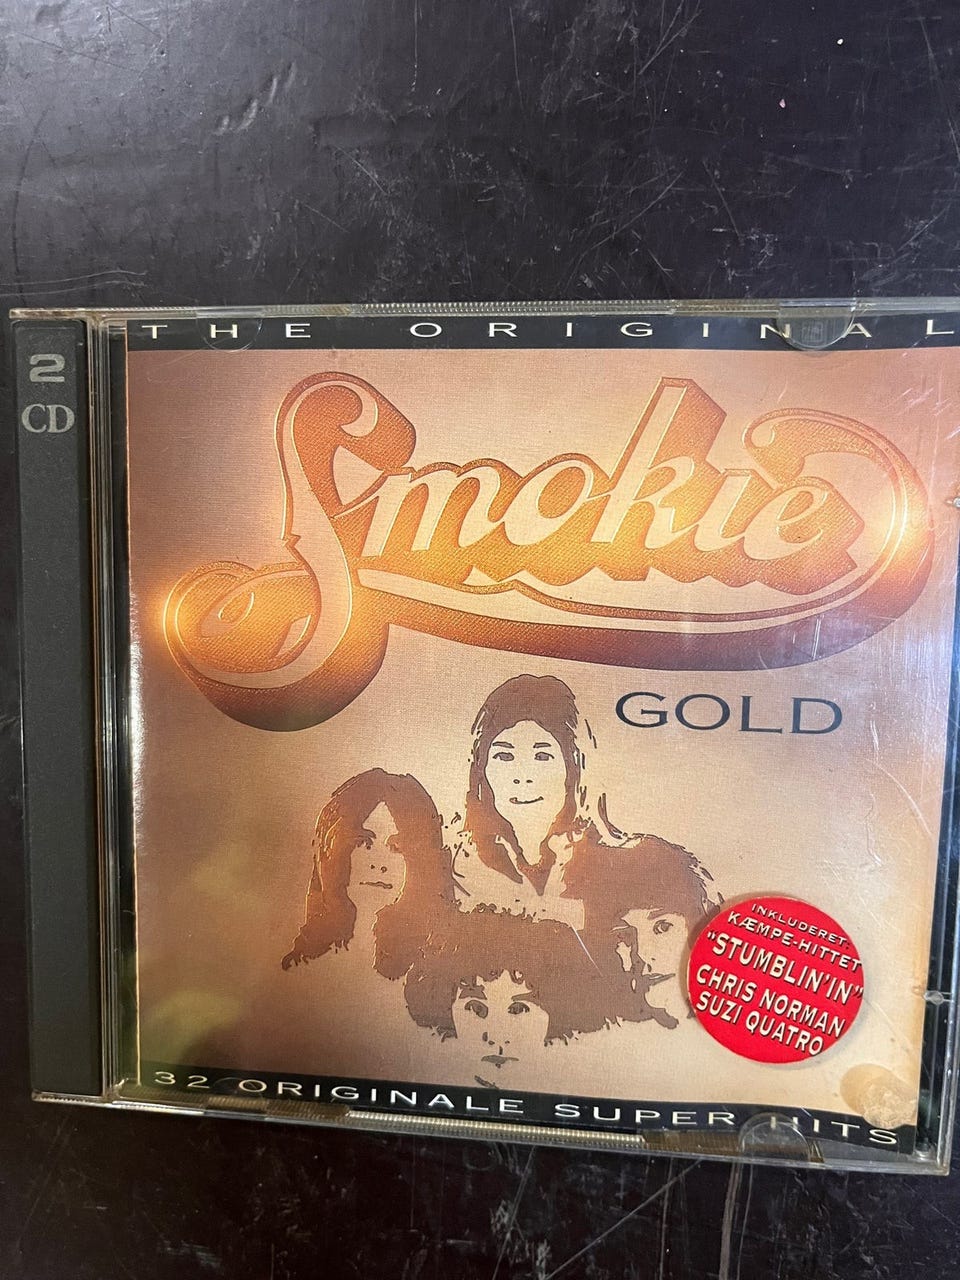 2
CD
THE ORIGINAL
Smokie
GOLD
INKLUDERET:
KÆMPE-HITTET
"STUMBLIN'IN"
CHRIS NORMAN
SUZI QUATRO
32 ORIGINALE SUPER HITS